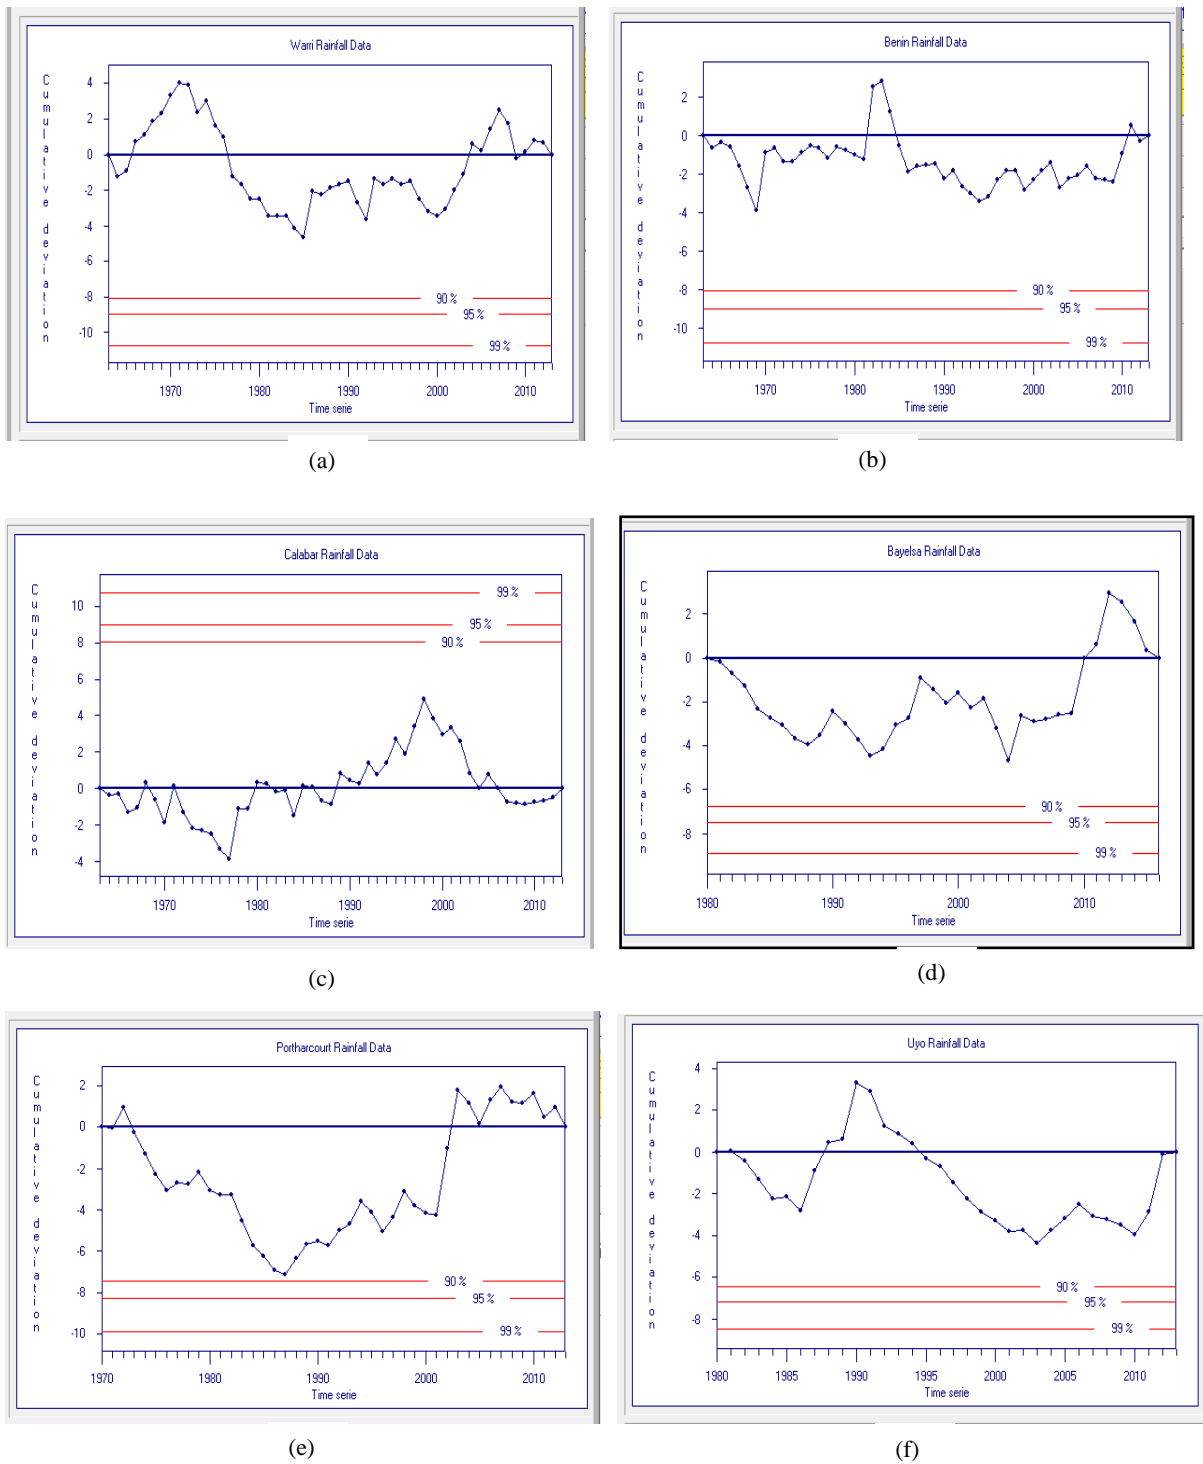 Warri Rainfall Data
Cumulative deviation
4
2
0
-2
-4
-6
-8
-10
90 %
95 %
99 %
1970 1980 1990 2000 2010
Time serie
(a)
Benin Rainfall Data
Cumulative deviation
2
0
-2
-4
-6
-8
-10
90 %
95 %
99 %
1970 1980 1990 2000 2010
Time serie
(b)
Calabar Rainfall Data
Cumulative deviation
10
8
6
4
2
0
-2
-4
99 %
95 %
90 %
1970 1980 1990 2000 2010
Time serie
(c)
Bayelsa Rainfall Data
Cumulative deviation
2
0
-2
-4
-6
-8
90 %
95 %
99 %
1980 1990 2000 2010
Time serie
(d)
Portharcourt Rainfall Data
Cumulative deviation
2
0
-2
-4
-6
-8
-10
90 %
95 %
99 %
1970 1980 1990 2000 2010
Time serie
(e)
Uyo Rainfall Data
Cumulative deviation
4
2
0
-2
-4
-6
-8
90 %
95 %
99 %
1980 1985 1990 1995 2000 2005 2010
Time serie
(f)